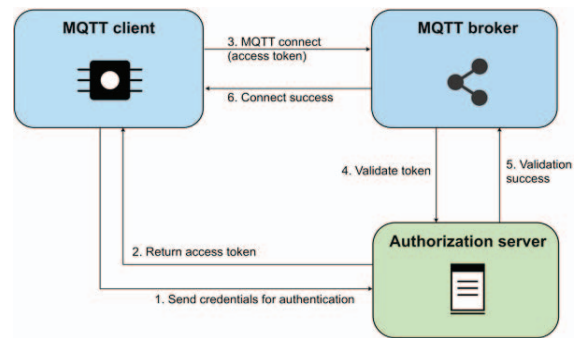 MQTT client
MQTT broker
3. MQTT connect
(access token)
6. Connect success
4. Validate token
5. Validation
success
Authorization server
2. Return access token
1. Send credentials for authentication